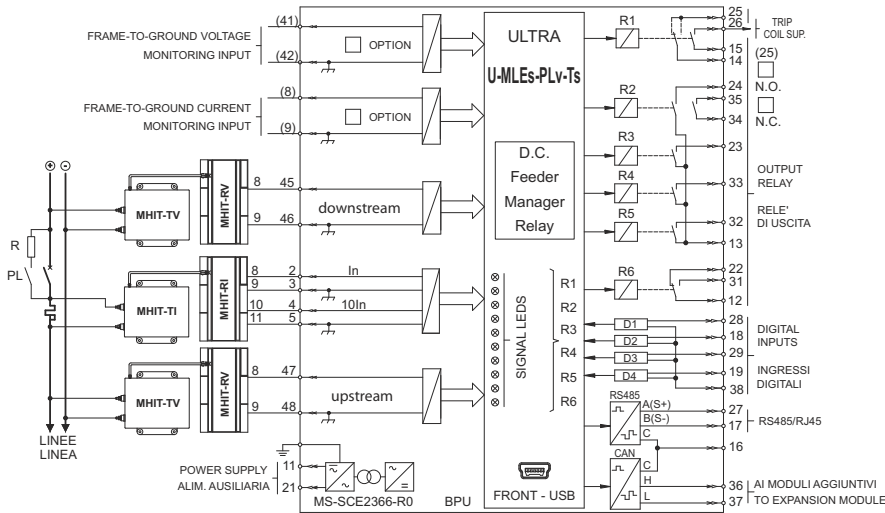 FRAME-TO-GROUND VOLTAGE
MONITORING INPUT
(41)
(42)
OPTION
FRAME-TO-GROUND CURRENT
MONITORING INPUT
(8)
(9)
OPTION
ULTRA
U-MLEs-PLv-Ts
D.C.
Feeder
Manager
Relay
R1
R2
R3
R4
R5
R6
25
26
TRIP
COIL SUP.
15
14
(25)
N.O.
N.C.
24
35
34
23
33
32
13
OUTPUT
RELAY
RELE'
DI USCITA
22
31
12
R
PL
MHIT-TV
MHIT-RV
8 45
9 46
downstream
MHIT-TI
MHIT-RI
8 2 In
9 3
10 4 10In
11 5
MHIT-TV
MHIT-RV
8 47
9 48
upstream
LINEE
LINEA
SIGNAL LEDS
R1
R2
R3
R4
R5
R6
D1
D2
D3
D4
28
18
29
19
38
DIGITAL
INPUTS
INGRESSI
DIGITALI
RS485
A(S+)
B(S-)
C
27
17
RS485/RJ45
16
CAN
C
H
L
36
37
AI MODULI AGGIUNTIVI
TO EXPANSION MODULE
POWER SUPPLY
ALIM. AUSILIARIA
11
21
MS-SCE2366-R0
BPU
FRONT - USB